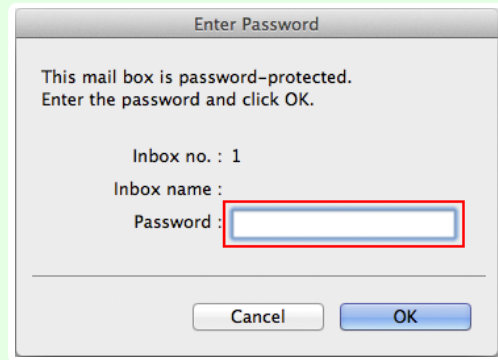 Enter Password
This mail box is password-protected.
Enter the password and click OK.
Inbox no. : 1
Inbox name :
Password :
Cancel
OK